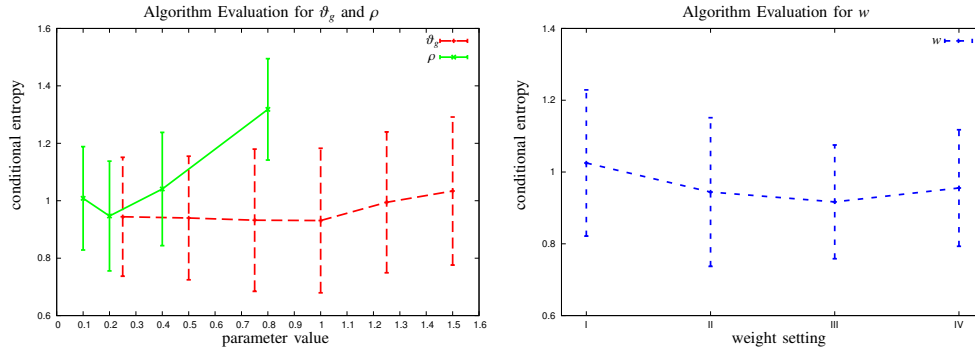 Algorithm Evaluation for ϑg and ρ
1.6
1.4
1.2
1
0.8
0.6
conditional entropy
ϑg
ρ
0 0.1 0.2 0.3 0.4 0.5 0.6 0.7 0.8 0.9 1 1.1 1.2 1.3 1.4 1.5 1.6
parameter value
Algorithm Evaluation for w
1.4
1.2
1
0.8
0.6
conditional entropy
w
I II III IV
weight setting